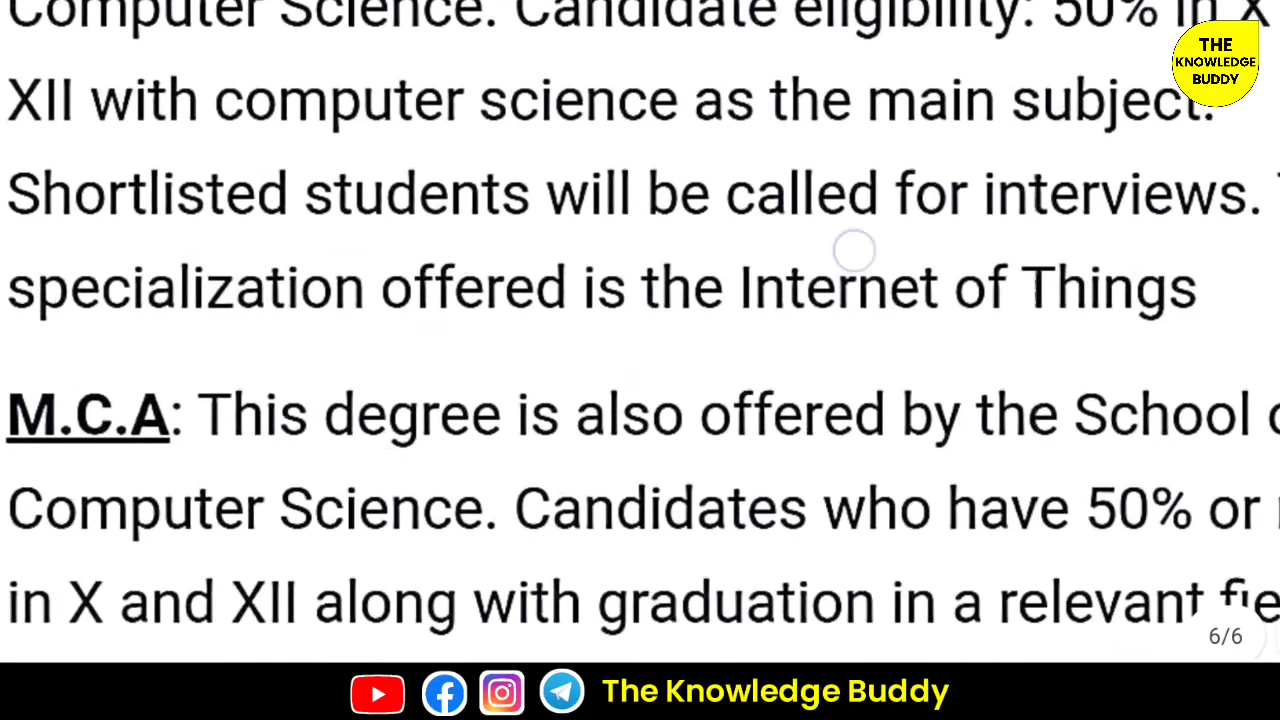 Computer Science. Candidate eligibility: 50% in X
XII with computer science as the main subject.
Shortlisted students will be called for interviews.
specialization offered is the Internet of Things
M.C.A: This degree is also offered by the School
Computer Science. Candidates who have 50% or
in X and XII along with graduation in a relevant
6/6
THE
KNOWLEDGE
BUDDY
The Knowledge Buddy